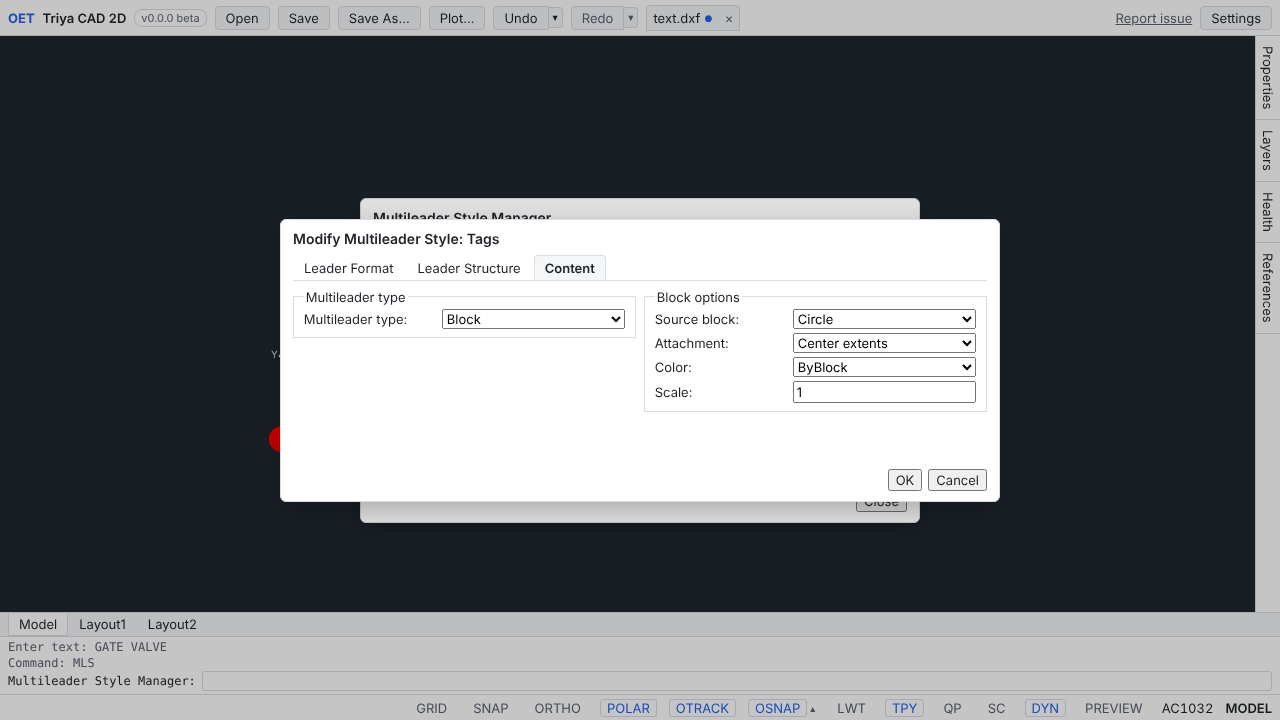 OET Triya CAD 2D v0.0.0 beta Open Save Save As... Plot... Undo ▾ Redo ▾ text.dxf ● × Report issue Settings
Properties
Layers
Health
References
Multileader Style Manager
Modify Multileader Style: Tags
Leader Format Leader Structure Content
Multileader type
Multileader type: Block
Block options
Source block: Circle
Attachment: Center extents
Color: ByBlock
Scale: 1
OK Cancel
Close
Model Layout1 Layout2
Enter text: GATE VALVE
Command: MLS
Multileader Style Manager:
GRID SNAP ORTHO POLAR OTRACK OSNAP ▴ LWT TPY QP SC DYN PREVIEW AC1032 MODEL